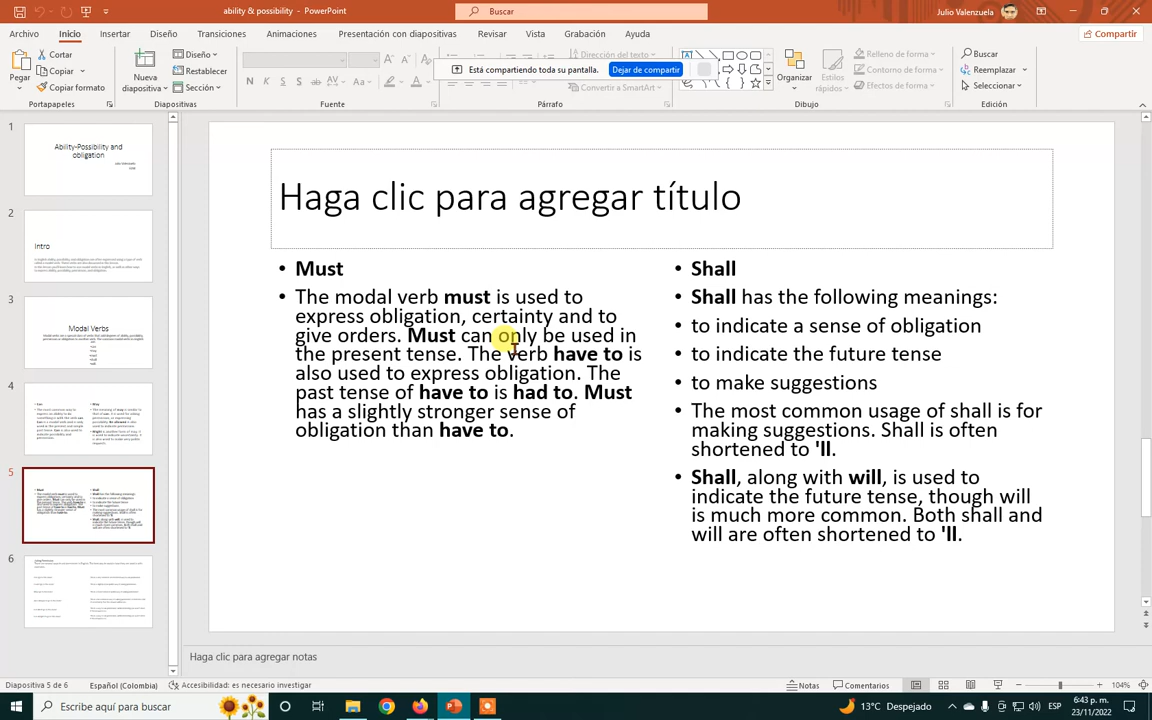 ability & possibility - PowerPoint
Buscar
Julio Valenzuela
Archivo Inicio Insertar Diseño Transiciones Animaciones Presentación con diapositivas Revisar Vista Grabación Ayuda
Compartir
Pegar
Cortar
Copiar
Copiar formato
Portapapeles
Nueva
diapositiva
Diseño
Restablecer
Sección
Diapositivas
N K S S ab AV Aa A
Fuente
Está compartiendo toda su pantalla. Dejar de compartir
Dirección del texto
Convertir a SmartArt
Párrafo
Organizar
Estilos
rápidos
Relleno de forma
Contorno de forma
Efectos de forma
Dibujo
Buscar
Reemplazar
Seleccionar
Edición
1
Ability-Possibility and
obligation
2
Intro
3
Modal Verbs
4
5
6
Haga clic para agregar título
• Must
• The modal verb must is used to
express obligation, certainty and to
give orders. Must can only be used in
the present tense. The verb have to is
also used to express obligation. The
past tense of have to is had to. Must
has a slightly stronger sense of
obligation than have to.
• Shall
• Shall has the following meanings:
• to indicate a sense of obligation
• to indicate the future tense
• to make suggestions
• The most common usage of shall is for
making suggestions. Shall is often
shortened to 'll.
• Shall, along with will, is used to
indicate the future tense, though will
is much more common. Both shall and
will are often shortened to 'll.
Haga clic para agregar notas
Diapositiva 5 de 6 Español (Colombia) Accesibilidad: es necesario investigar Notas Comentarios 104%
Escribe aquí para buscar
13°C Despejado
ESP
6:43 p. m.
23/11/2022